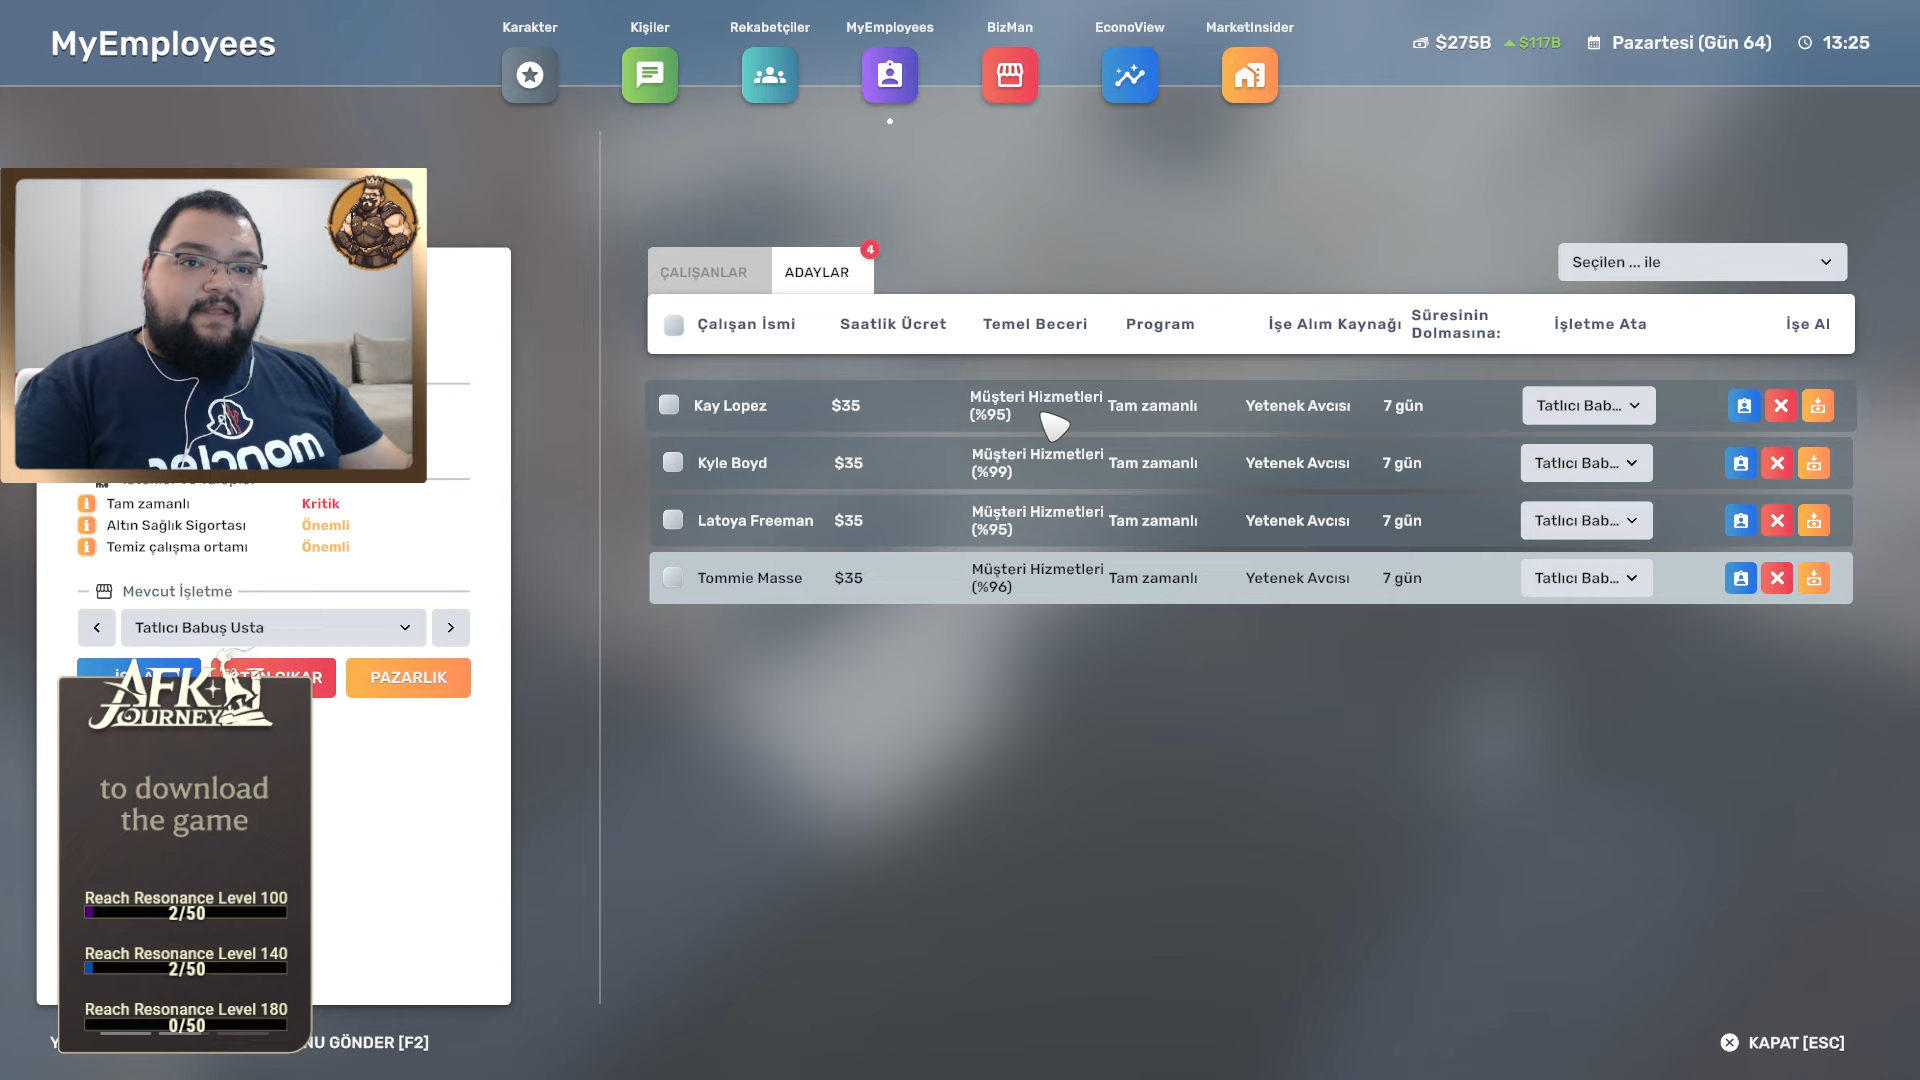 MyEmployees
Karakter
Kişiler
Rekabetçiler
MyEmployees
BizMan
EconoView
MarketInsider
$275B
$117B
Pazartesi (Gün 64)
13:25
ÇALIŞANLAR
ADAYLAR
4
Seçilen ... ile
Çalışan İsmi
Saatlik Ücret
Temel Beceri
Program
İşe Alım Kaynağı
Süresinin
Dolmasına:
İşletme Ata
İşe Al
Kay Lopez
$35
Müşteri Hizmetleri
(%95)
Tam zamanlı
Yetenek Avcısı
7 gün
Tatlıcı Bab...
Kyle Boyd
$35
Müşteri Hizmetleri
(%99)
Tam zamanlı
Yetenek Avcısı
7 gün
Tatlıcı Bab...
Latoya Freeman
$35
Müşteri Hizmetleri
(%95)
Tam zamanlı
Yetenek Avcısı
7 gün
Tatlıcı Bab...
Tommie Masse
$35
Müşteri Hizmetleri
(%96)
Tam zamanlı
Yetenek Avcısı
7 gün
Tatlıcı Bab...
Tam zamanlı
Kritik
Altın Sağlık Sigortası
Önemli
Temiz çalışma ortamı
Önemli
Mevcut İşletme
Tatlıcı Babuş Usta
PAZARLIK
AFK
JOURNEY
to download
the game
Reach Resonance Level 100
2/50
Reach Resonance Level 140
2/50
Reach Resonance Level 180
0/50
GÖNDER [F2]
KAPAT [ESC]